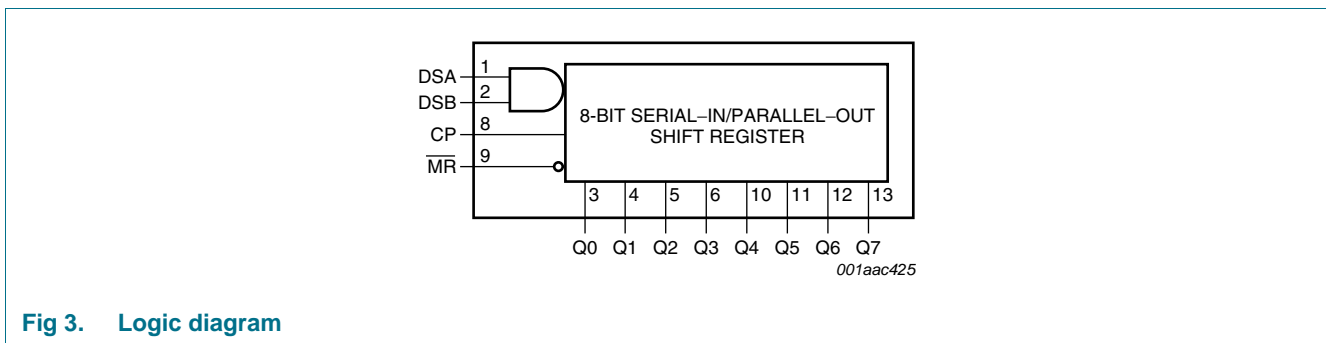 DSA 1
DSB 2
CP 8
MR 9
8-BIT SERIAL–IN/PARALLEL–OUT
SHIFT REGISTER
3 4 5 6 10 11 12 13
Q0 Q1 Q2 Q3 Q4 Q5 Q6 Q7
001aac425
Fig 3. Logic diagram